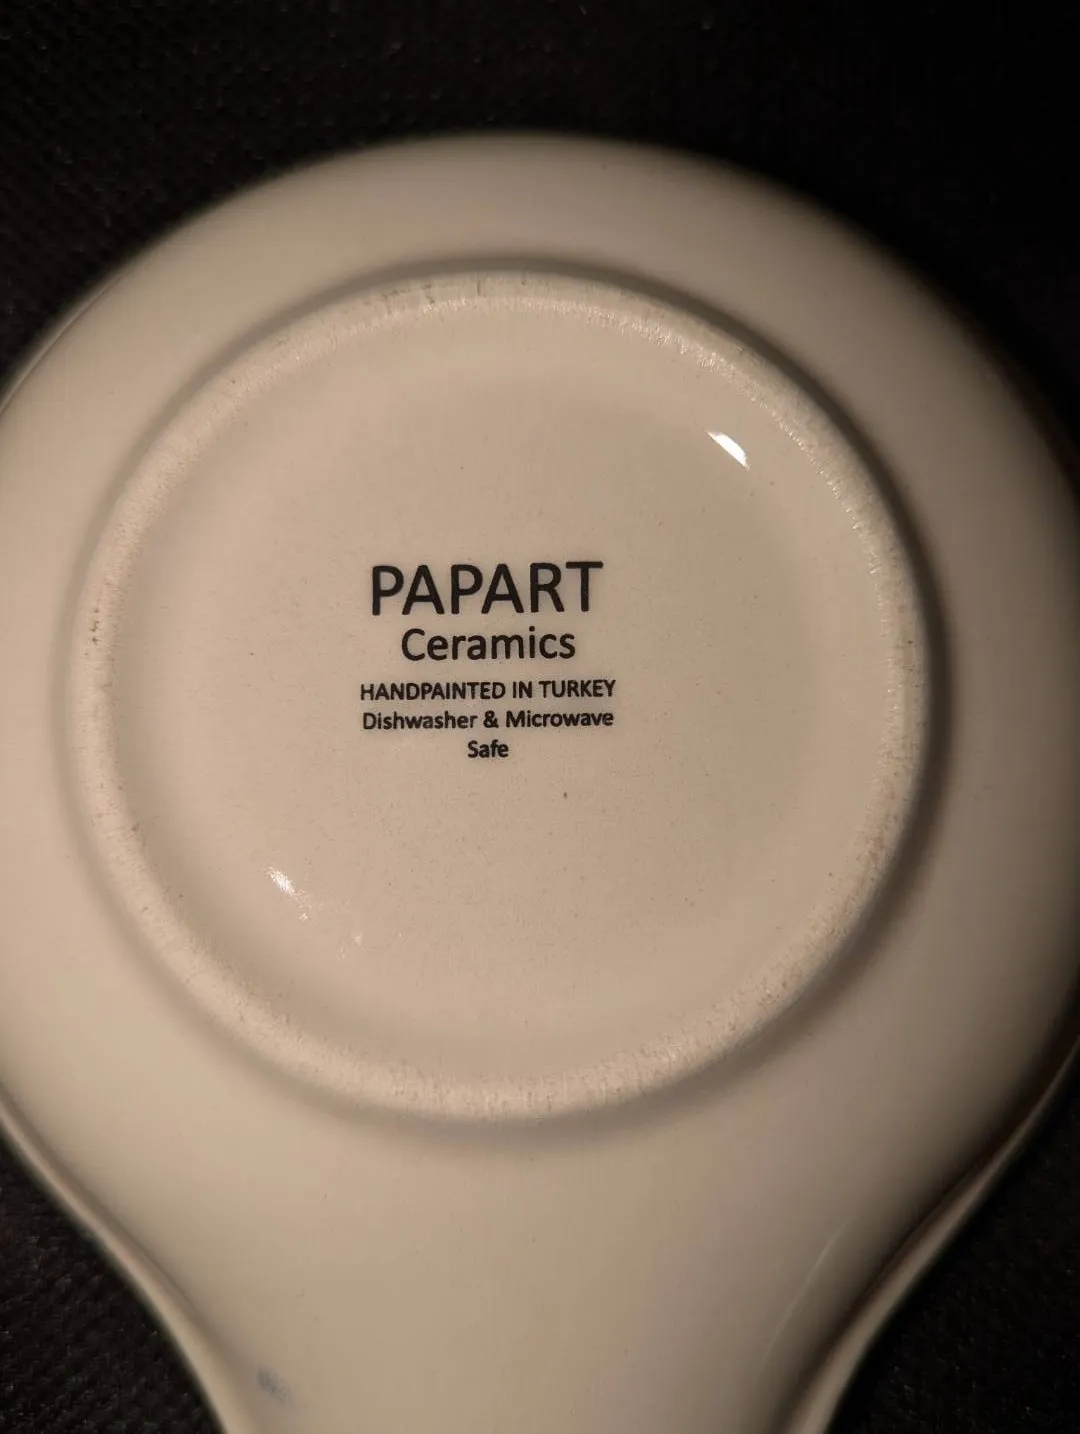 PAPART
Ceramics
HANDPAINTED IN TURKEY
Dishwasher & Microwave
Safe